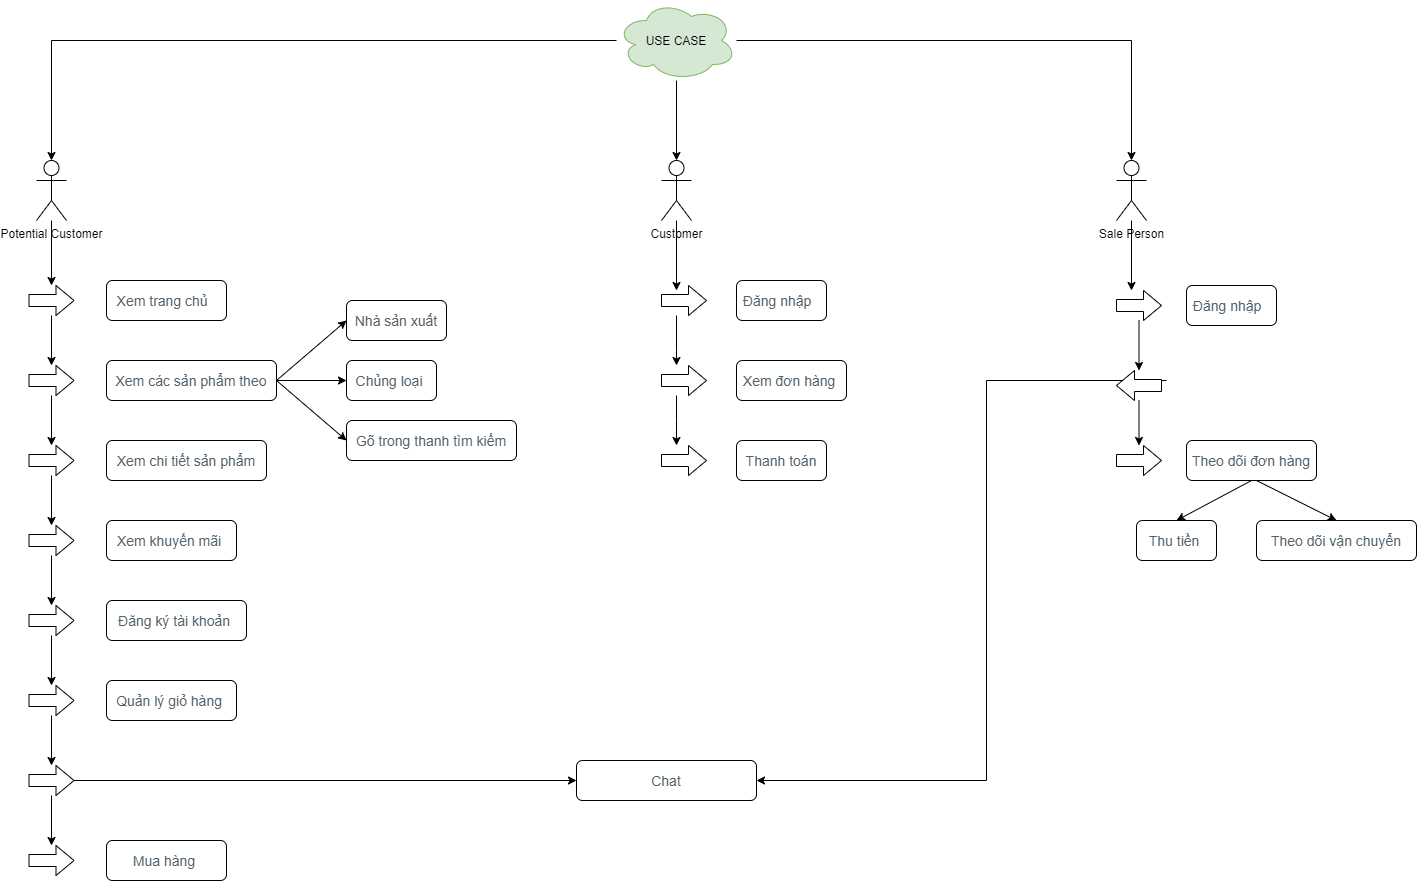 USE CASE
Potential Customer
Customer
Sale Person
Xem trang chủ
Xem các sản phẩm theo
Nhà sản xuất
Chủng loại
Gõ trong thanh tìm kiếm
Xem chi tiết sản phẩm
Xem khuyến mãi
Đăng ký tài khoản
Quản lý giỏ hàng
Chat
Mua hàng
Đăng nhập
Xem đơn hàng
Thanh toán
Đăng nhập
Theo dõi đơn hàng
Thu tiền
Theo dõi vận chuyển